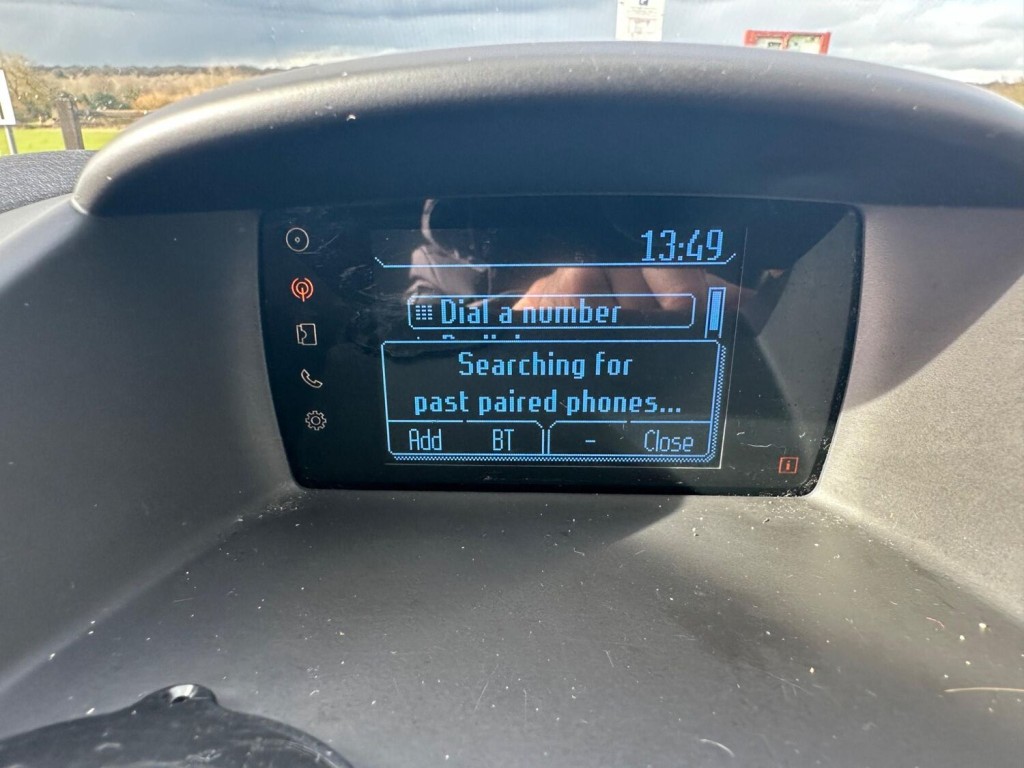 13:49
Dial a number
Searching for
past paired phones...
Add BT - Close